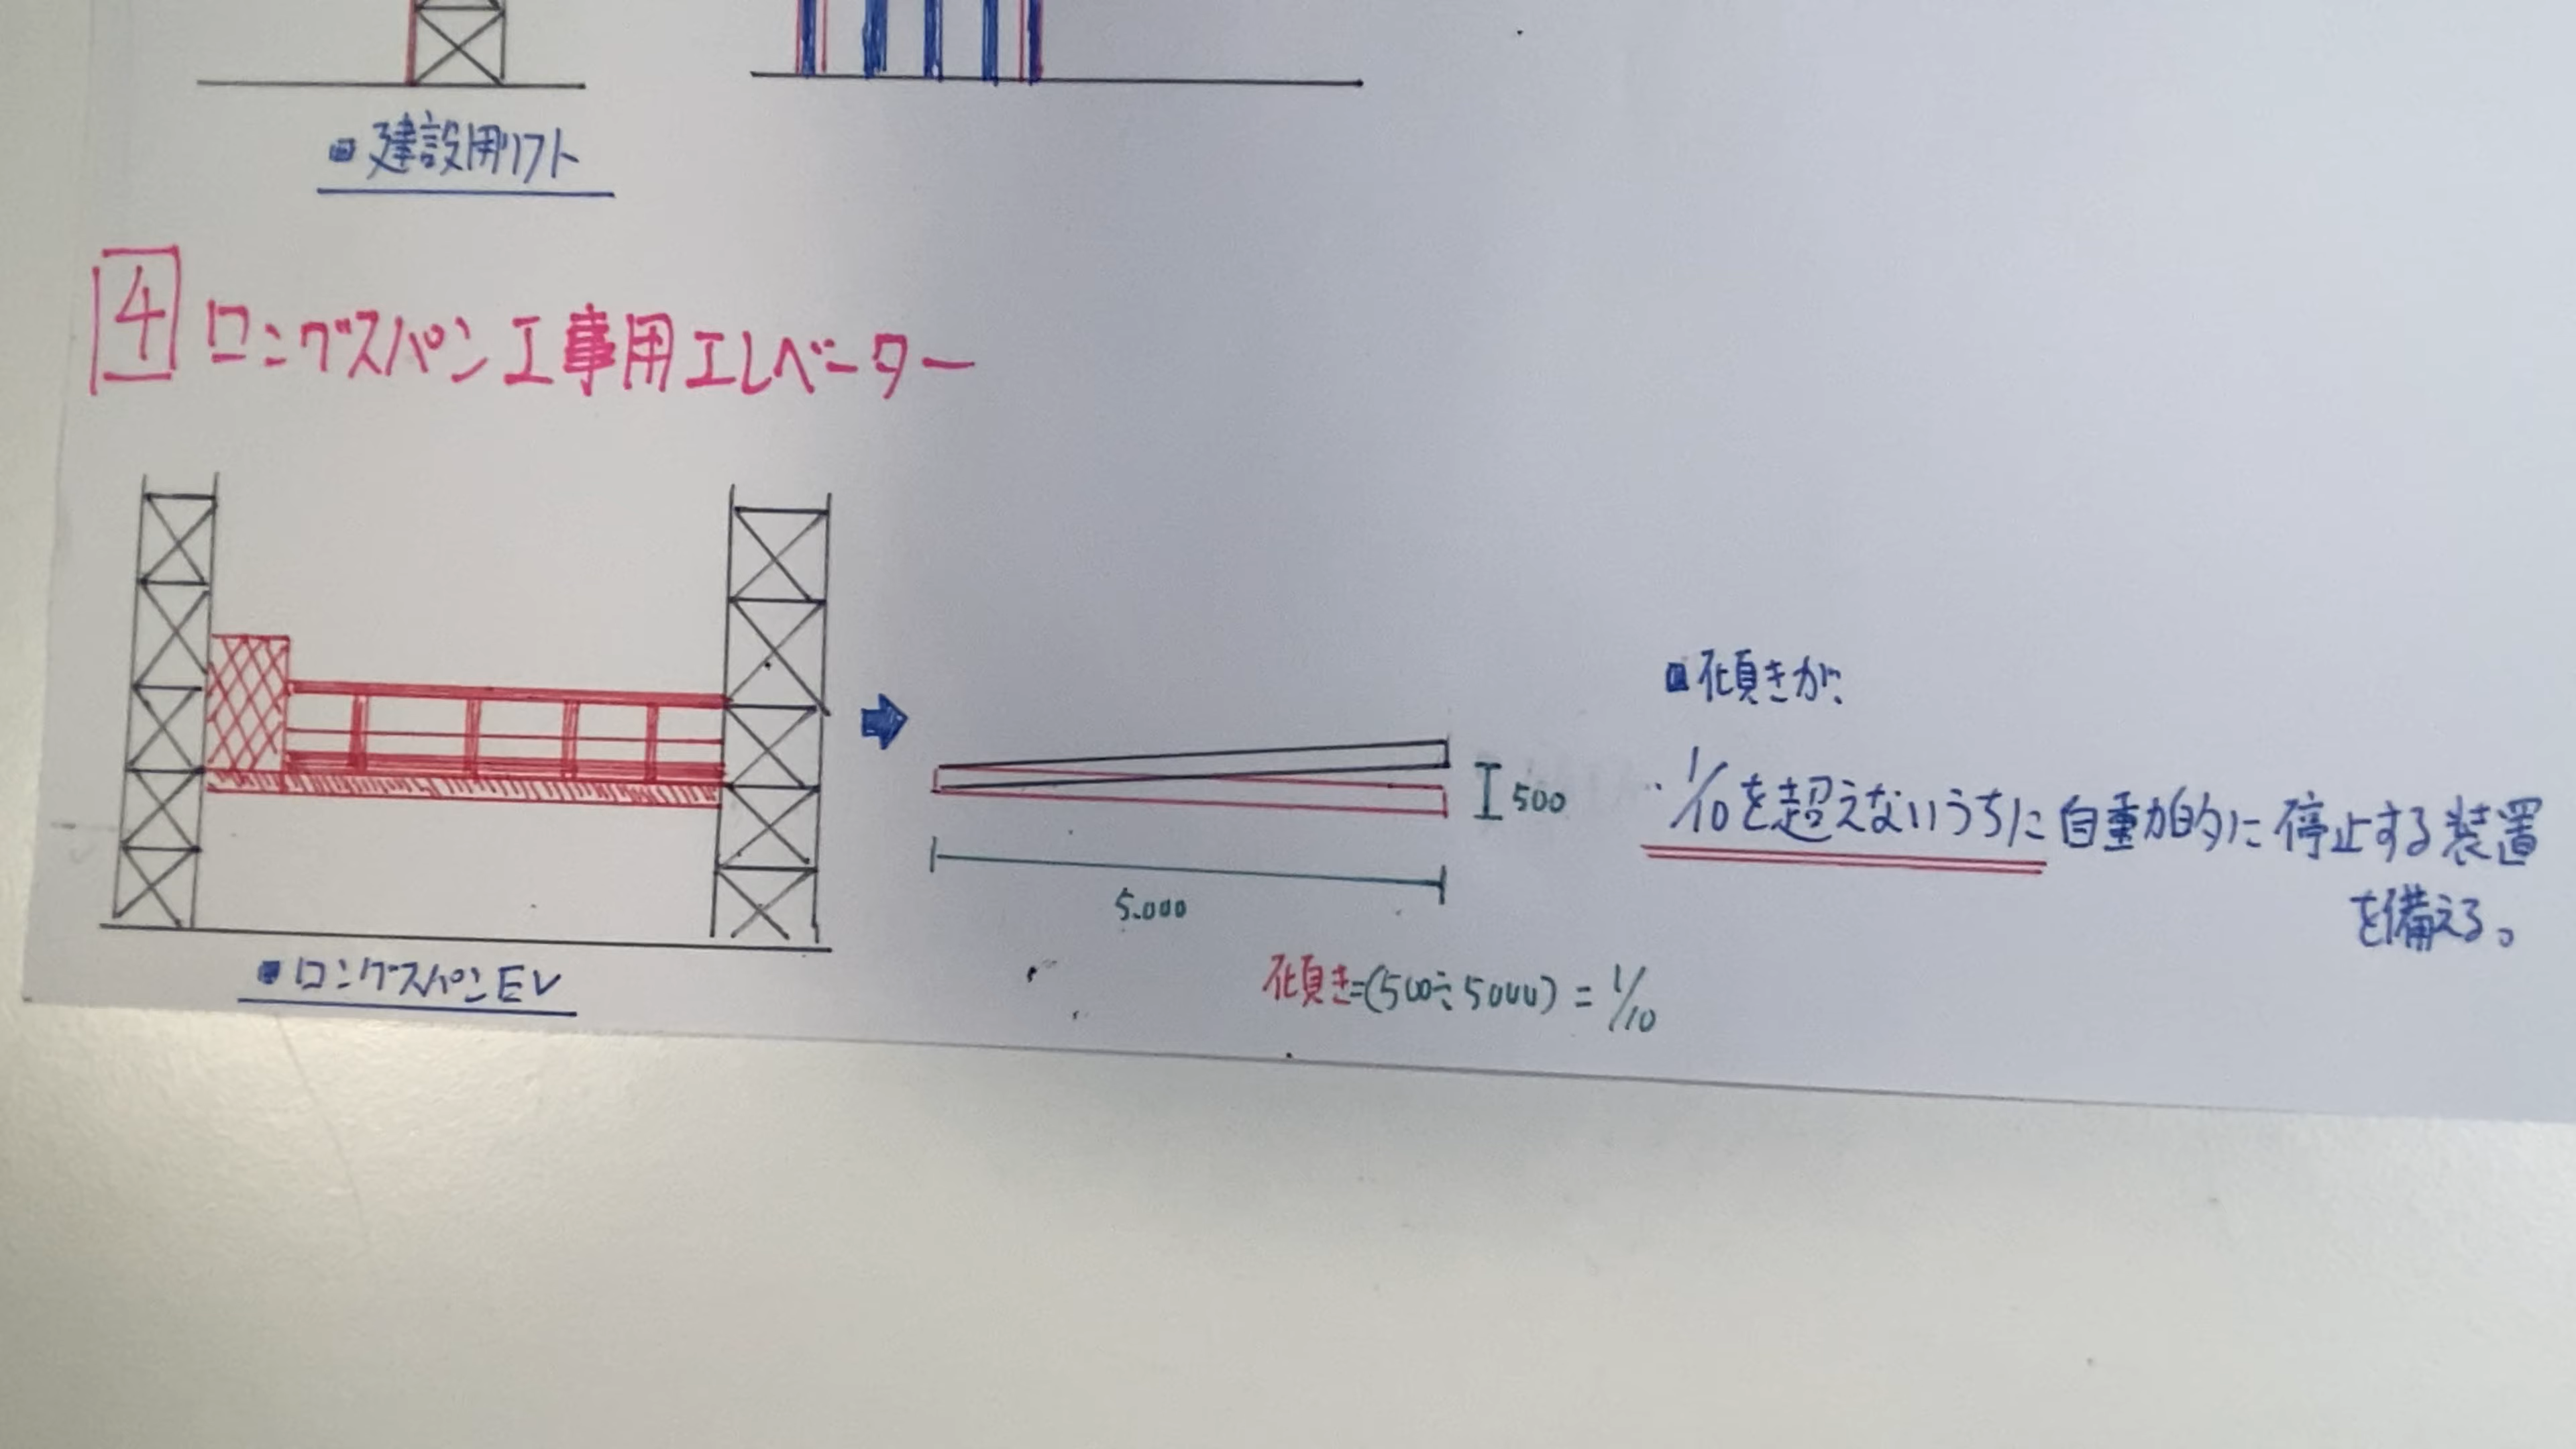 ■建設用リフト
4 ロングスパン工事用エレベーター
■ロングスパンEV
500
5.000
傾き=(500÷5000)=1/10
■傾きが、
・1/10を超えないうちに自動的に停止する装置
を備える。